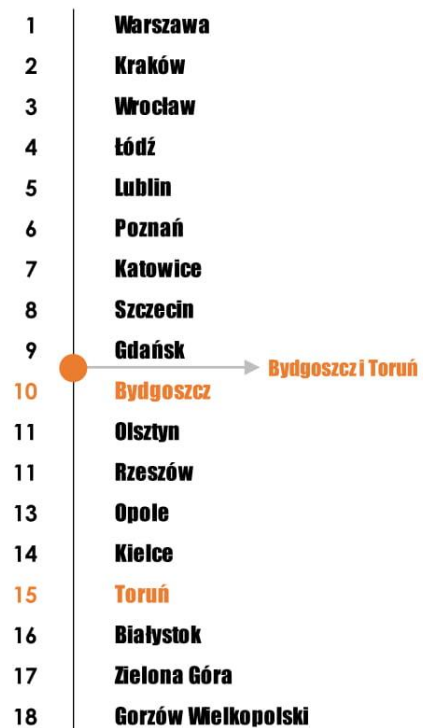 1 Warszawa
2 Kraków
3 Wrocław
4 Łódź
5 Lublin
6 Poznań
7 Katowice
8 Szczecin
9 Gdańsk
Bydgoszcz i Toruń
10 Bydgoszcz
11 Olsztyn
11 Rzeszów
13 Opole
14 Kielce
15 Toruń
16 Białystok
17 Zielona Góra
18 Gorzów Wielkopolski